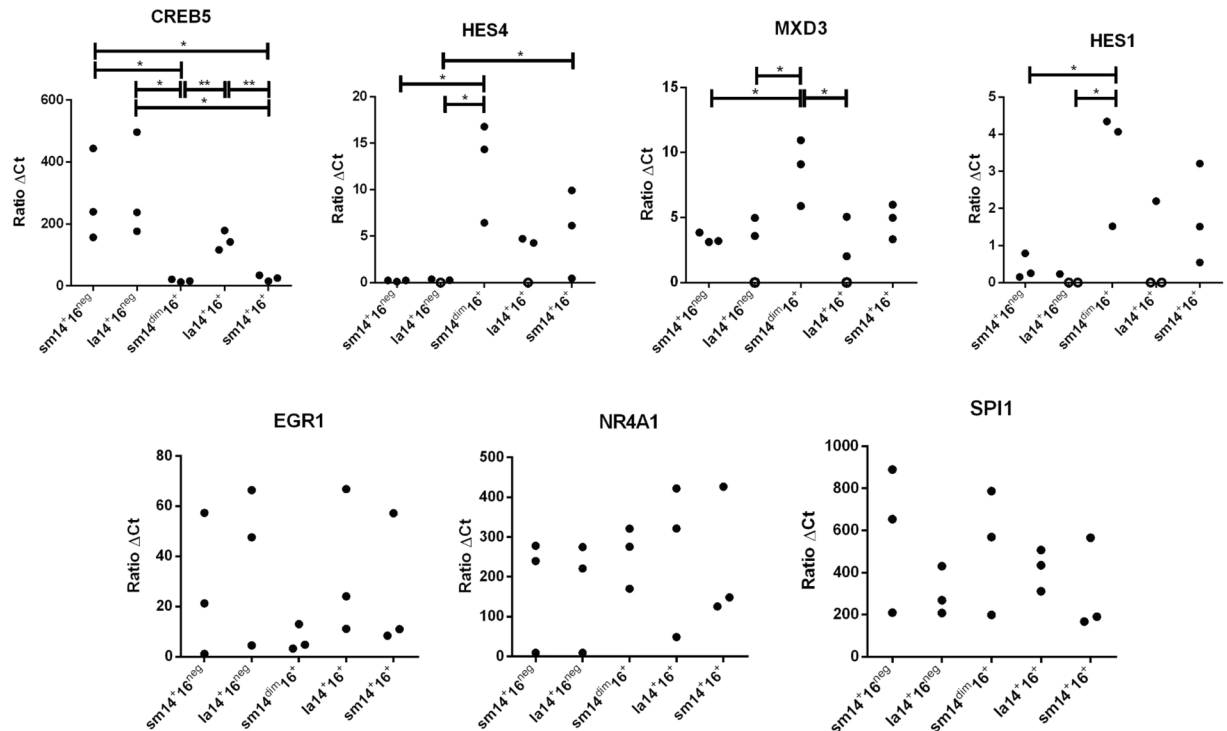 CREB5
*
*
* ** **
*
Ratio ΔCt
600
400
200
0
sm14⁺16ⁿᵉᵍ
la14⁺16ⁿᵉᵍ
sm14ᵈⁱᵐ16⁺
la14⁺16⁺
sm14⁺16⁺
HES4
*
*
*
Ratio ΔCt
20
15
10
5
0
sm14⁺16ⁿᵉᵍ
la14⁺16ⁿᵉᵍ
sm14ᵈⁱᵐ16⁺
la14⁺16⁺
sm14⁺16⁺
MXD3
*
* *
Ratio ΔCt
15
10
5
0
sm14⁺16ⁿᵉᵍ
la14⁺16ⁿᵉᵍ
sm14ᵈⁱᵐ16⁺
la14⁺16⁺
sm14⁺16⁺
HES1
*
*
Ratio ΔCt
5
4
3
2
1
0
sm14⁺16ⁿᵉᵍ
la14⁺16ⁿᵉᵍ
sm14ᵈⁱᵐ16⁺
la14⁺16⁺
sm14⁺16⁺
EGR1
Ratio ΔCt
80
60
40
20
0
sm14⁺16ⁿᵉᵍ
la14⁺16ⁿᵉᵍ
sm14ᵈⁱᵐ16⁺
la14⁺16⁺
sm14⁺16⁺
NR4A1
Ratio ΔCt
500
400
300
200
100
0
sm14⁺16ⁿᵉᵍ
la14⁺16ⁿᵉᵍ
sm14ᵈⁱᵐ16⁺
la14⁺16⁺
sm14⁺16⁺
SPI1
Ratio ΔCt
1000
800
600
400
200
0
sm14⁺16ⁿᵉᵍ
la14⁺16ⁿᵉᵍ
sm14ᵈⁱᵐ16⁺
la14⁺16⁺
sm14⁺16⁺